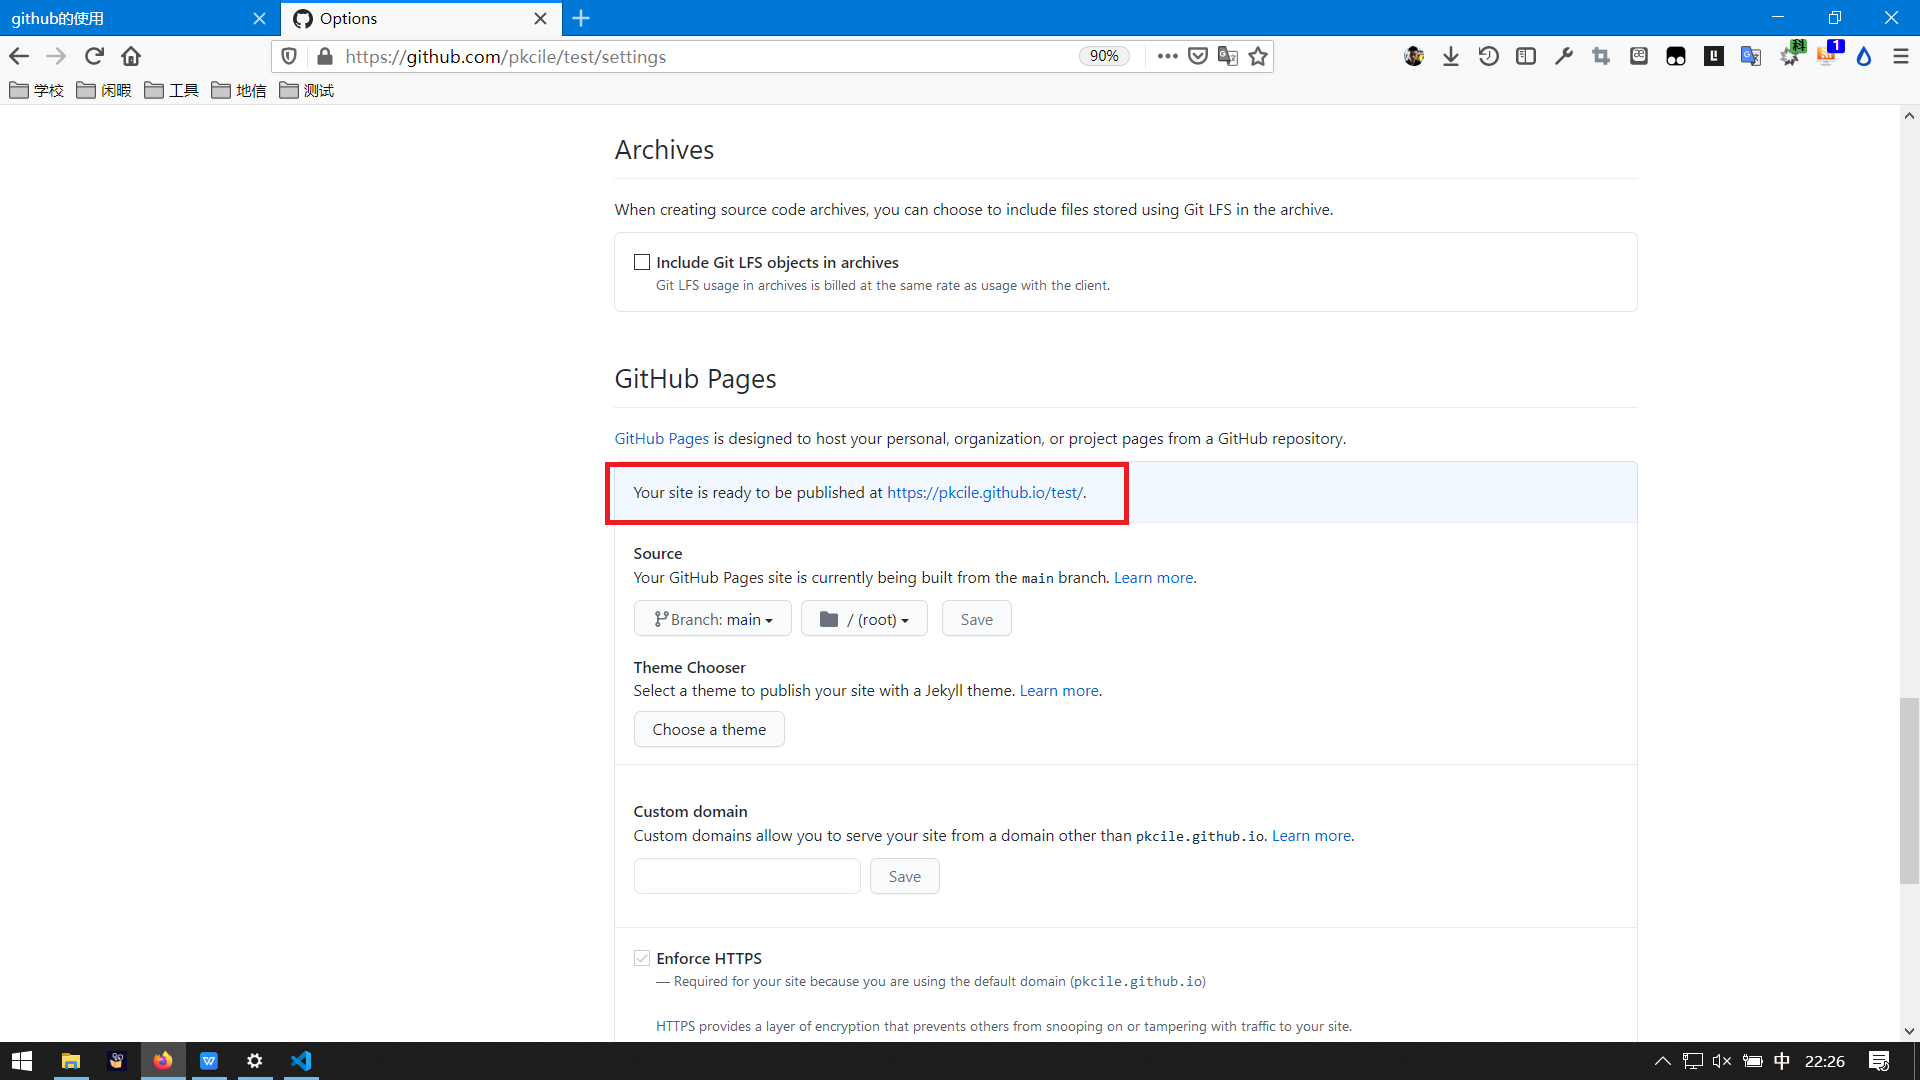 github的使用
Options
https://github.com/pkcile/test/settings
90%
科
1
学校
闲暇
工具
地信
测试
Archives
When creating source code archives, you can choose to include files stored using Git LFS in the archive.
Include Git LFS objects in archives
Git LFS usage in archives is billed at the same rate as usage with the client.
GitHub Pages
GitHub Pages is designed to host your personal, organization, or project pages from a GitHub repository.
Your site is ready to be published at https://pkcile.github.io/test/.
Source
Your GitHub Pages site is currently being built from the main branch. Learn more.
Branch: main
/ (root)
Save
Theme Chooser
Select a theme to publish your site with a Jekyll theme. Learn more.
Choose a theme
Custom domain
Custom domains allow you to serve your site from a domain other than pkcile.github.io. Learn more.
Save
Enforce HTTPS
— Required for your site because you are using the default domain (pkcile.github.io)
HTTPS provides a layer of encryption that prevents others from snooping on or tampering with traffic to your site.
中
22:26